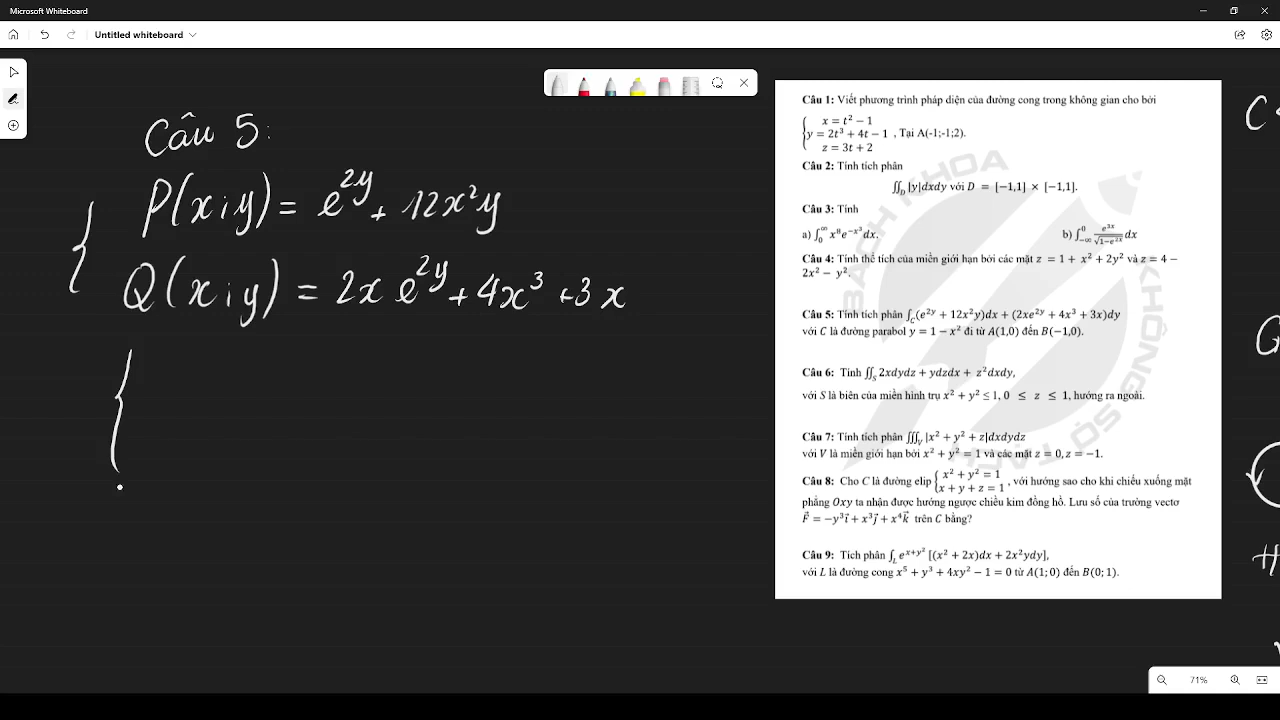 Microsoft Whiteboard
Untitled whiteboard
Câu 5:
P(x;y) = e^{2y} + 12x²y
Q(x;y) = 2x e^{2y} + 4x³ + 3x
Câu 1: Viết phương trình pháp diện của đường cong trong không gian cho bởi
x = t² − 1
{y = 2t³ + 4t − 1 , Tại A(-1;-1;2).
z = 3t + 2
Câu 2: Tính tích phân
∬_D |y|dxdy với D = [−1,1] × [−1,1].
Câu 3: Tính
a) ∫_0^∞ x⁸e^{−x³}dx. b) ∫_{−∞}^0 e^{3x}/√(1−e^{2x}) dx
Câu 4: Tính thể tích của miền giới hạn bởi các mặt z = 1 + x² + 2y² và z = 4 −
2x² − y².
Câu 5: Tính tích phân ∫_C(e^{2y} + 12x²y)dx + (2xe^{2y} + 4x³ + 3x)dy
với C là đường parabol y = 1 − x² đi từ A(1,0) đến B(−1,0).
Câu 6: Tính ∬_S 2xdydz + ydzdx + z²dxdy,
với S là biên của miền hình trụ x² + y² ≤ 1, 0 ≤ z ≤ 1, hướng ra ngoài.
Câu 7: Tính tích phân ∭_V |x² + y² + z|dxdydz
với V là miền giới hạn bởi x² + y² = 1 và các mặt z = 0, z = −1.
Câu 8: Cho C là đường elip {x² + y² = 1, x + y + z = 1 , với hướng sao cho khi chiếu xuống mặt
phẳng Oxy ta nhận được hướng ngược chiều kim đồng hồ. Lưu số của trường vectơ
F⃗ = −y³i⃗ + x³j⃗ + x⁴k⃗ trên C bằng?
Câu 9: Tích phân ∫_L e^{x+y²} [(x² + 2x)dx + 2x²ydy],
với L là đường cong x⁵ + y³ + 4xy² − 1 = 0 từ A(1; 0) đến B(0; 1).
BÁCH KHOA
KHÔNG SỢ TẠCH
C
71%